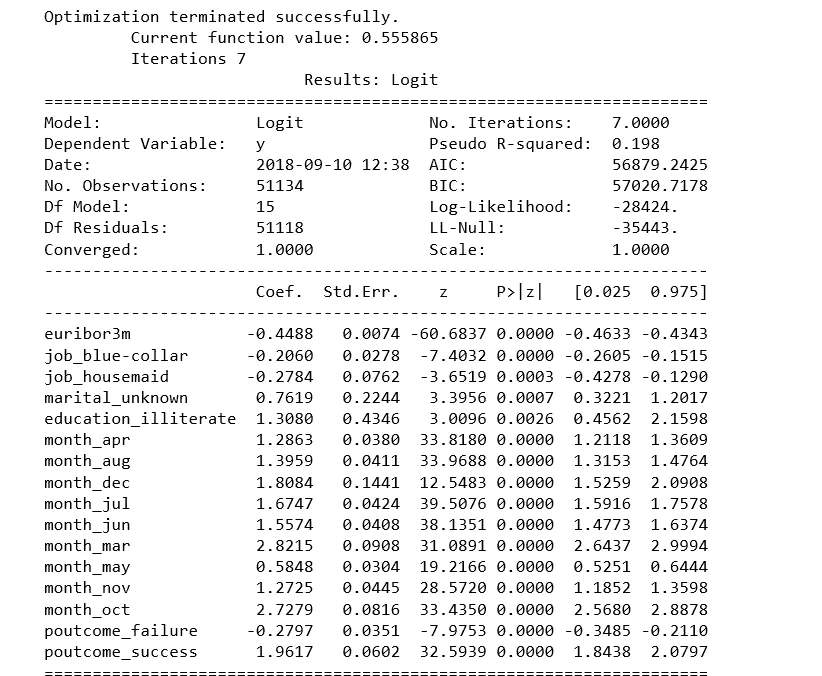 Optimization terminated successfully.
         Current function value: 0.555865
         Iterations 7
                           Results: Logit
=====================================================================
Model:                Logit             No. Iterations:    7.0000
Dependent Variable:   y                 Pseudo R-squared:  0.198
Date:                 2018-09-10 12:38  AIC:               56879.2425
No. Observations:     51134             BIC:               57020.7178
Df Model:             15                Log-Likelihood:    -28424.
Df Residuals:         51118             LL-Null:           -35443.
Converged:            1.0000            Scale:             1.0000
---------------------------------------------------------------------
                      Coef.  Std.Err.    z     P>|z|   [0.025  0.975]
---------------------------------------------------------------------
euribor3m            -0.4488   0.0074 -60.6837 0.0000 -0.4633 -0.4343
job_blue-collar      -0.2060   0.0278  -7.4032 0.0000 -0.2605 -0.1515
job_housemaid        -0.2784   0.0762  -3.6519 0.0003 -0.4278 -0.1290
marital_unknown       0.7619   0.2244   3.3956 0.0007  0.3221  1.2017
education_illiterate  1.3080   0.4346   3.0096 0.0026  0.4562  2.1598
month_apr             1.2863   0.0380  33.8180 0.0000  1.2118  1.3609
month_aug             1.3959   0.0411  33.9688 0.0000  1.3153  1.4764
month_dec             1.8084   0.1441  12.5483 0.0000  1.5259  2.0908
month_jul             1.6747   0.0424  39.5076 0.0000  1.5916  1.7578
month_jun             1.5574   0.0408  38.1351 0.0000  1.4773  1.6374
month_mar             2.8215   0.0908  31.0891 0.0000  2.6437  2.9994
month_may             0.5848   0.0304  19.2166 0.0000  0.5251  0.6444
month_nov             1.2725   0.0445  28.5720 0.0000  1.1852  1.3598
month_oct             2.7279   0.0816  33.4350 0.0000  2.5680  2.8878
poutcome_failure     -0.2797   0.0351  -7.9753 0.0000 -0.3485 -0.2110
poutcome_success      1.9617   0.0602  32.5939 0.0000  1.8438  2.0797
=====================================================================